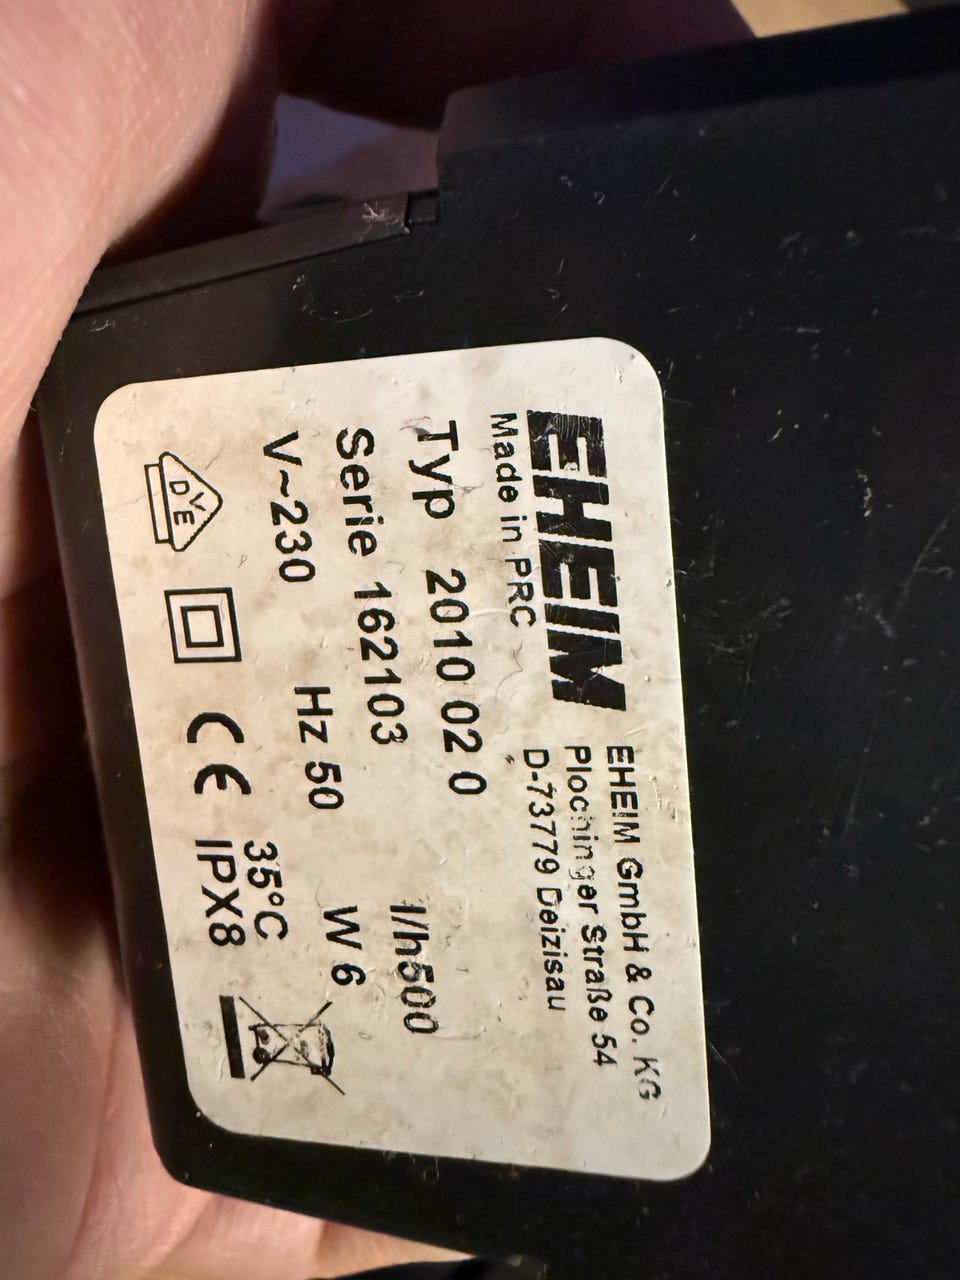 EHEIM
Made in PRC
EHEIM GmbH & Co. KG
Plochinger Straße 54
D-73779 Deizisau
Typ 2010 02 0
l/h500
Serie 162103
W 6
V~230 Hz 50
35°C
DVE
CE
IPX8